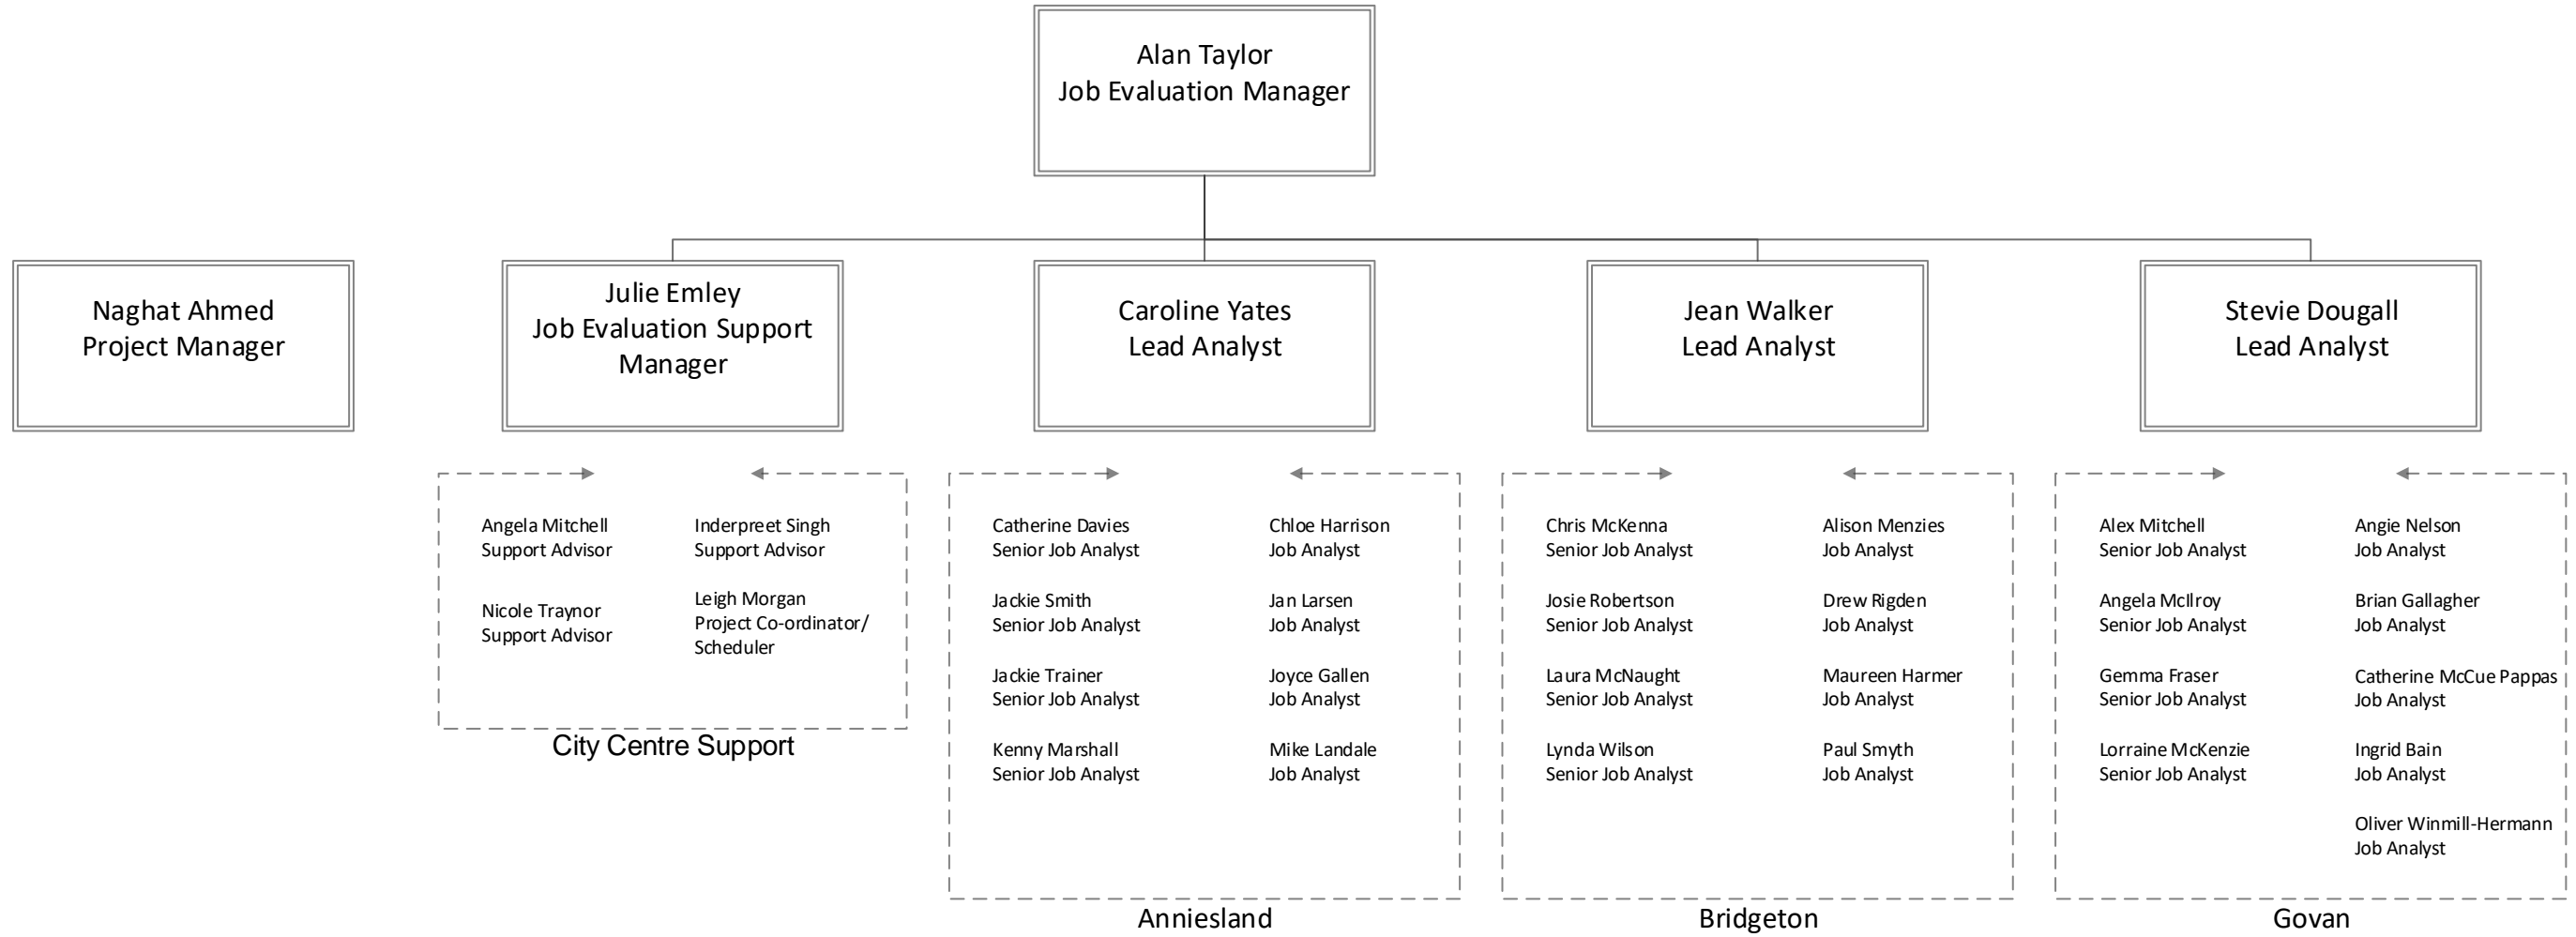 Alan Taylor
Job Evaluation Manager
Naghat Ahmed
Project Manager
Julie Emley
Job Evaluation Support
Manager
Caroline Yates
Lead Analyst
Jean Walker
Lead Analyst
Stevie Dougall
Lead Analyst
Angela Mitchell
Support Advisor
Nicole Traynor
Support Advisor
Inderpreet Singh
Support Advisor
Leigh Morgan
Project Co-ordinator/
Scheduler
City Centre Support
Catherine Davies
Senior Job Analyst
Jackie Smith
Senior Job Analyst
Jackie Trainer
Senior Job Analyst
Kenny Marshall
Senior Job Analyst
Chloe Harrison
Job Analyst
Jan Larsen
Job Analyst
Joyce Gallen
Job Analyst
Mike Landale
Job Analyst
Anniesland
Chris McKenna
Senior Job Analyst
Josie Robertson
Senior Job Analyst
Laura McNaught
Senior Job Analyst
Lynda Wilson
Senior Job Analyst
Alison Menzies
Job Analyst
Drew Rigden
Job Analyst
Maureen Harmer
Job Analyst
Paul Smyth
Job Analyst
Bridgeton
Alex Mitchell
Senior Job Analyst
Angela McIlroy
Senior Job Analyst
Gemma Fraser
Senior Job Analyst
Lorraine McKenzie
Senior Job Analyst
Angie Nelson
Job Analyst
Brian Gallagher
Job Analyst
Catherine McCue Pappas
Job Analyst
Ingrid Bain
Job Analyst
Oliver Winmill-Hermann
Job Analyst
Govan